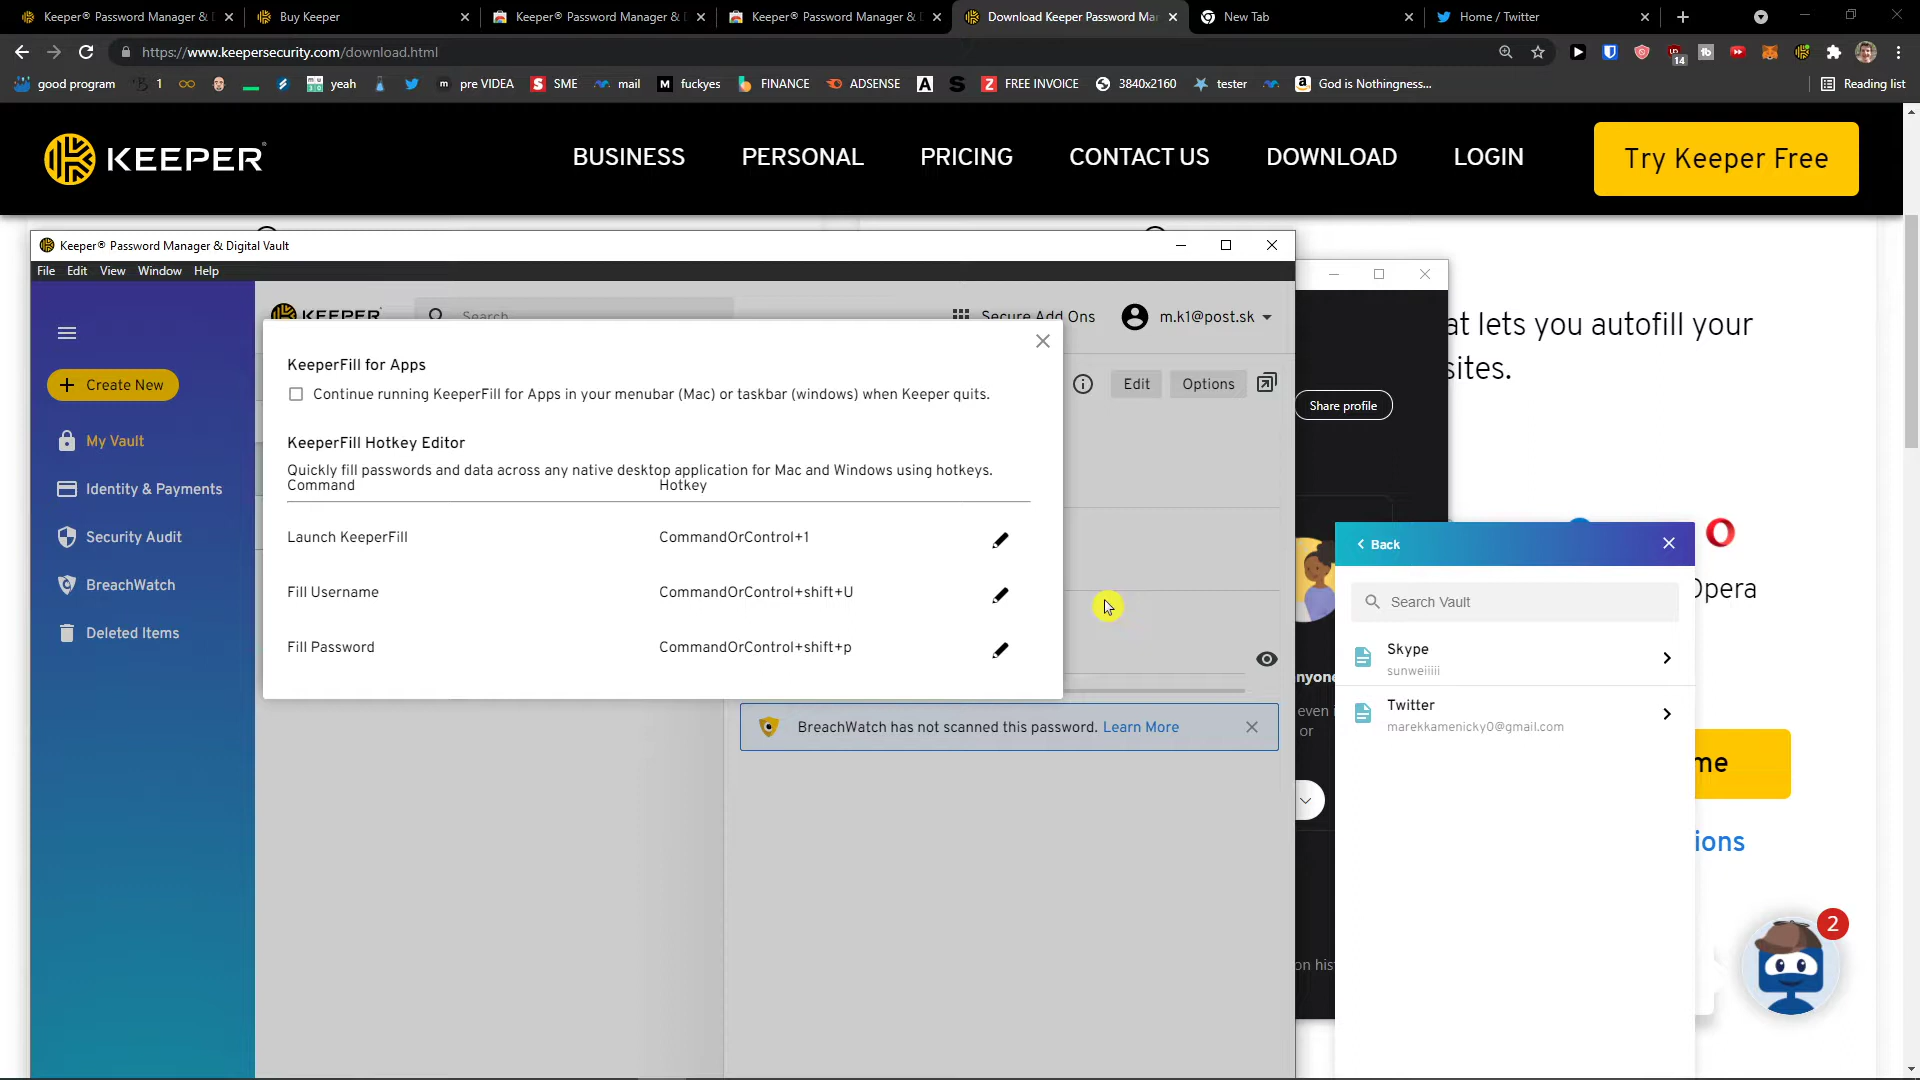 Keeper® Password Manager & D
Buy Keeper
Keeper® Password Manager & D
Keeper® Password Manager & D
Download Keeper Password Ma
New Tab
Home / Twitter
https://www.keepersecurity.com/download.html
14
good program
1
yeah
pre VIDEA
SME
mail
fuckyes
FINANCE
ADSENSE
FREE INVOICE
3840x2160
tester
God is Nothingness...
Reading list
KEEPER
BUSINESS
PERSONAL
PRICING
CONTACT US
DOWNLOAD
LOGIN
Try Keeper Free
Keeper® Password Manager & Digital Vault
File Edit View Window Help
KEEPER
Search
Secure Add Ons
m.k1@post.sk
Create New
My Vault
Identity & Payments
Security Audit
BreachWatch
Deleted Items
KeeperFill for Apps
Continue running KeeperFill for Apps in your menubar (Mac) or taskbar (windows) when Keeper quits.
KeeperFill Hotkey Editor
Quickly fill passwords and data across any native desktop application for Mac and Windows using hotkeys.
Command Hotkey
Launch KeeperFill CommandOrControl+1
Fill Username CommandOrControl+shift+U
Fill Password CommandOrControl+shift+p
Edit
Options
BreachWatch has not scanned this password. Learn More
Share profile
at lets you autofill your
sites.
nyone
even i
or
on his
Back
Search Vault
Skype
sunweiiiii
Twitter
marekkamenicky0@gmail.com
Opera
me
ions
2